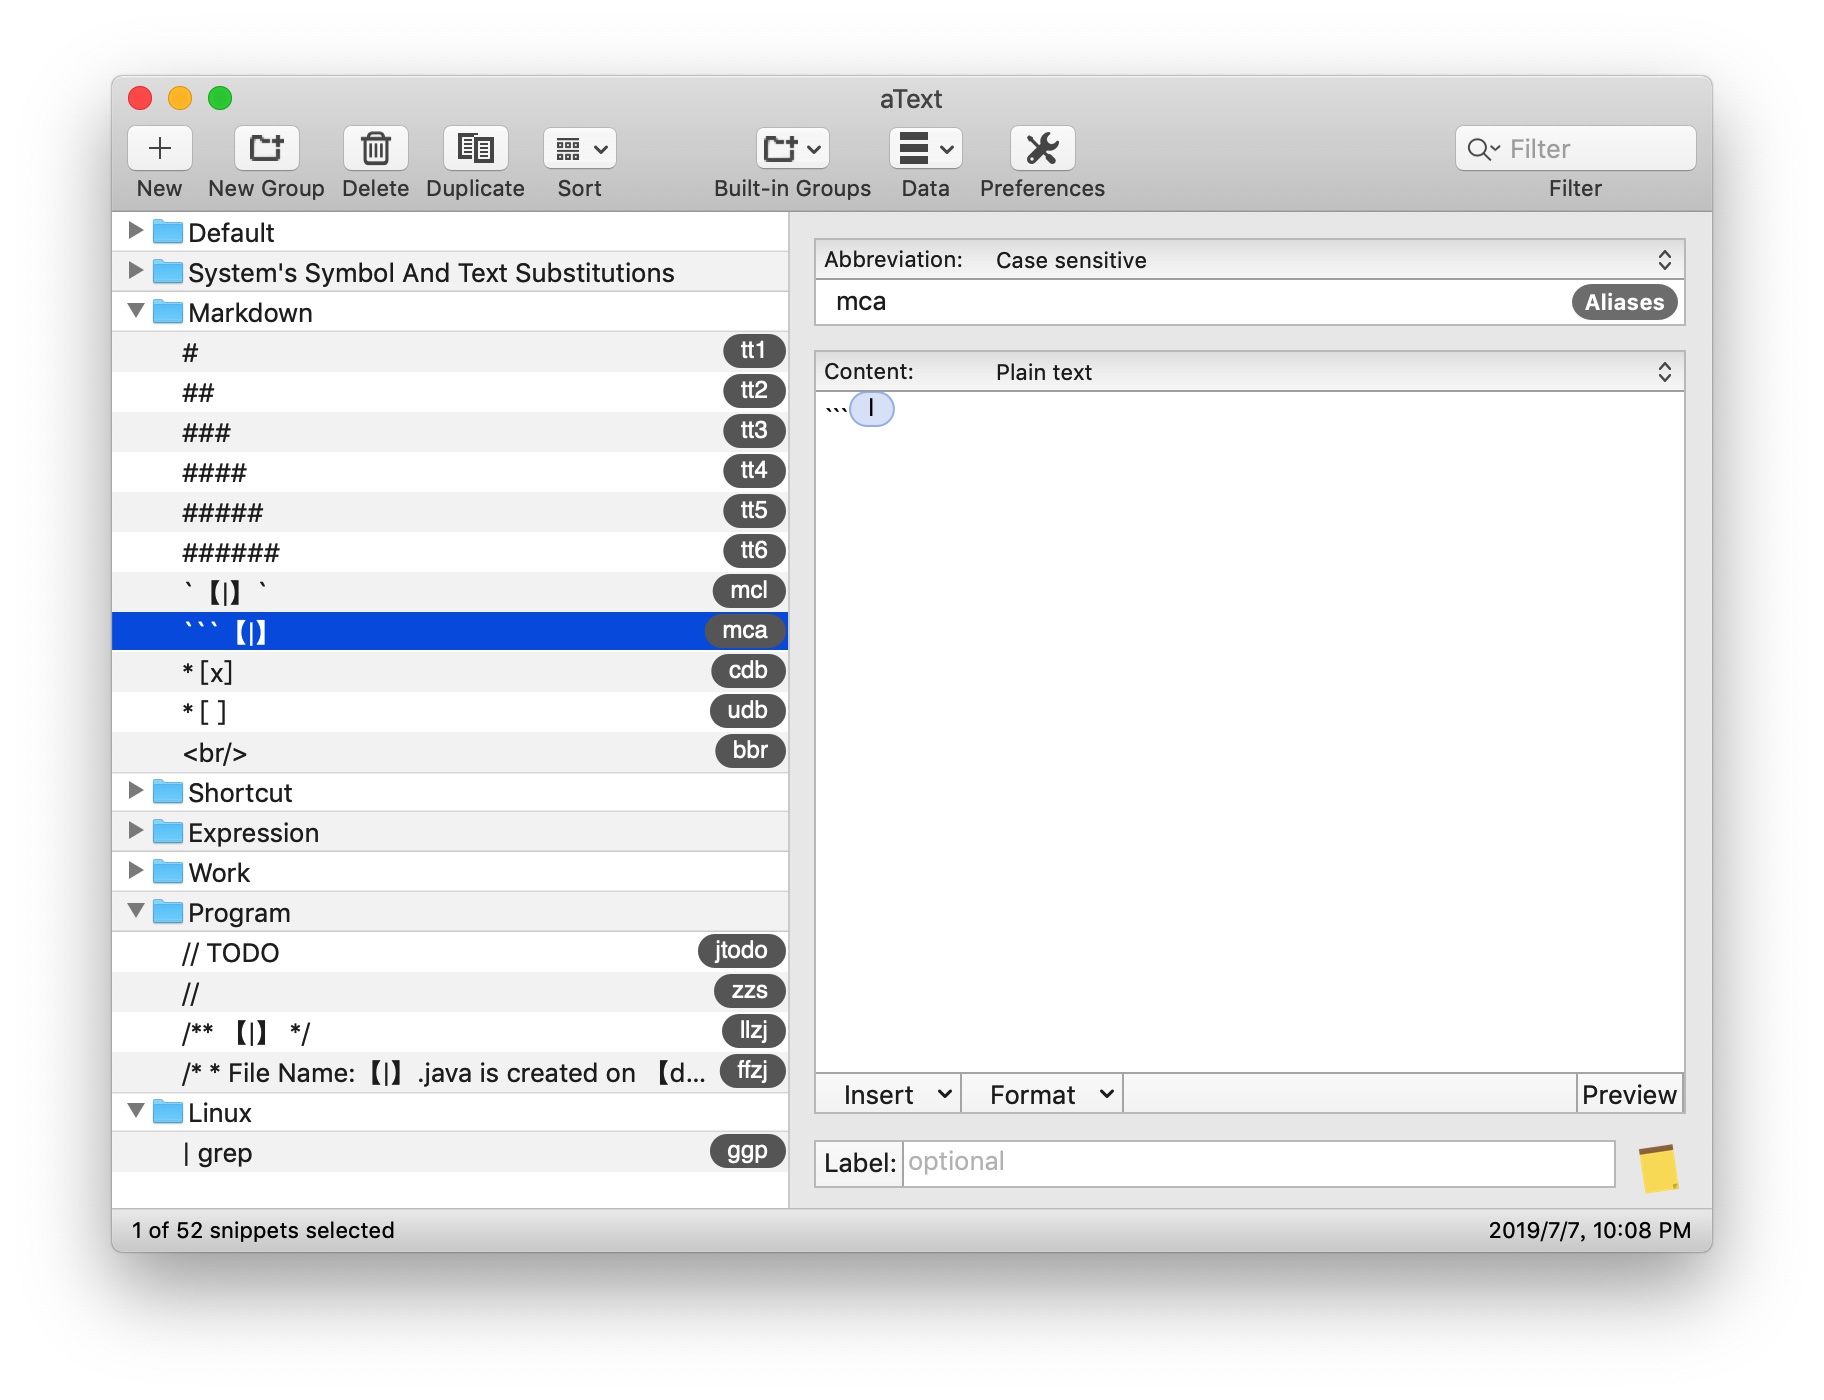 aText
New New Group Delete Duplicate Sort Built-in Groups Data Preferences Filter
Filter
Default
System's Symbol And Text Substitutions
Markdown
# tt1
## tt2
### tt3
#### tt4
##### tt5
###### tt6
`【|】` mcl
```【|】 mca
* [x] cdb
* [ ] udb
<br/> bbr
Shortcut
Expression
Work
Program
// TODO jtodo
// zzs
/** 【|】 */ llzj
/* * File Name:【|】.java is created on 【d... ffzj
Linux
| grep ggp
Abbreviation: Case sensitive
mca Aliases
Content: Plain text
```|
Insert Format Preview
Label: optional
1 of 52 snippets selected 2019/7/7, 10:08 PM